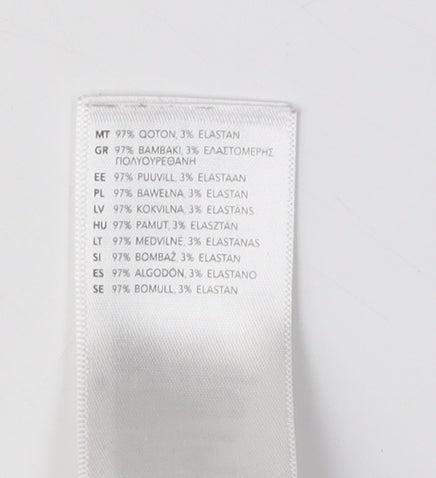 MT 97% QOTON, 3% ELASTAN
GR 97% ΒΑΜΒΑΚΙ, 3% ΕΛΑΣΤΟΜΕΡΗΣ
ΠΟΛΥΟΥΡΕΘΑΝΗ
EE 97% PUUVILL, 3% ELASTAAN
PL 97% BAWEŁNA, 3% ELASTAN
LV 97% KOKVILNA, 3% ELASTĀNS
HU 97% PAMUT, 3% ELASZTÁN
LT 97% MEDVILNĖ, 3% ELASTANAS
SI 97% BOMBAŽ, 3% ELASTAN
ES 97% ALGODÓN, 3% ELASTANO
SE 97% BOMULL, 3% ELASTAN